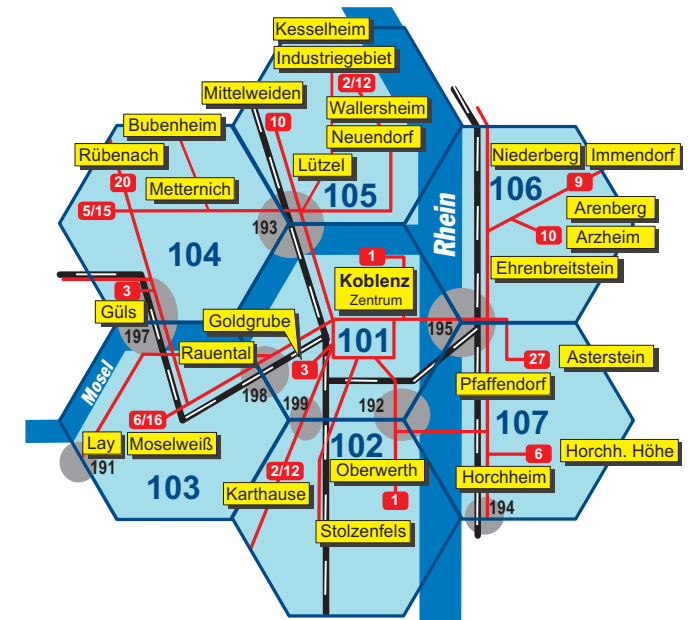 Kesselheim
Industriegebiet
2/12
Mittelweiden
Wallersheim
10
Bubenheim
Neuendorf
Rübenach
Niederberg
Immendorf
Lützel
20
9
Metternich
105
106
5/15
Arenberg
193
Rhein
10
Arzheim
104
1
Koblenz
Zentrum
Ehrenbreitstein
3
Güls
Goldgrube
101
195
197
Rauental
3
27
Asterstein
Mosel
198
199
192
Pfaffendorf
6/16
107
Lay
Moselweiß
102
191
2/12
Oberwerth
6
Horchh. Höhe
103
Karthause
1
Horchheim
194
Stolzenfels